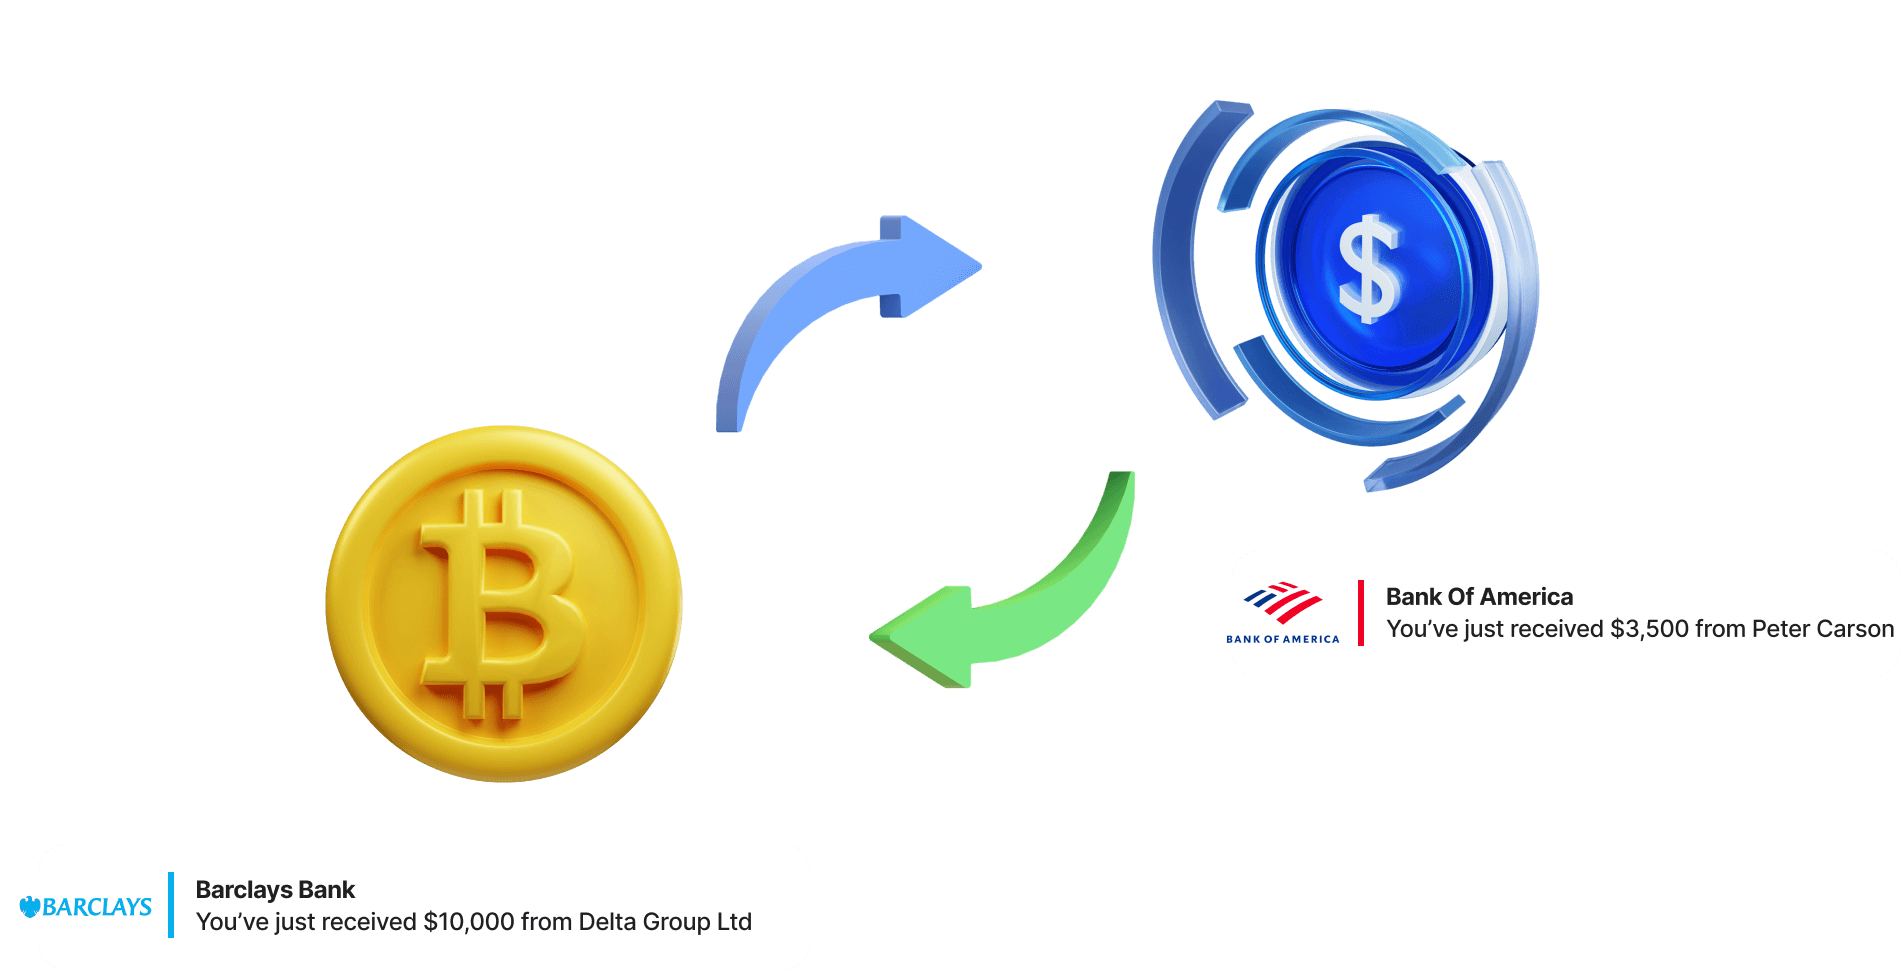 $
B
BANK OF AMERICA
Bank Of America
You’ve just received $3,500 from Peter Carson
BARCLAYS
Barclays Bank
You’ve just received $10,000 from Delta Group Ltd